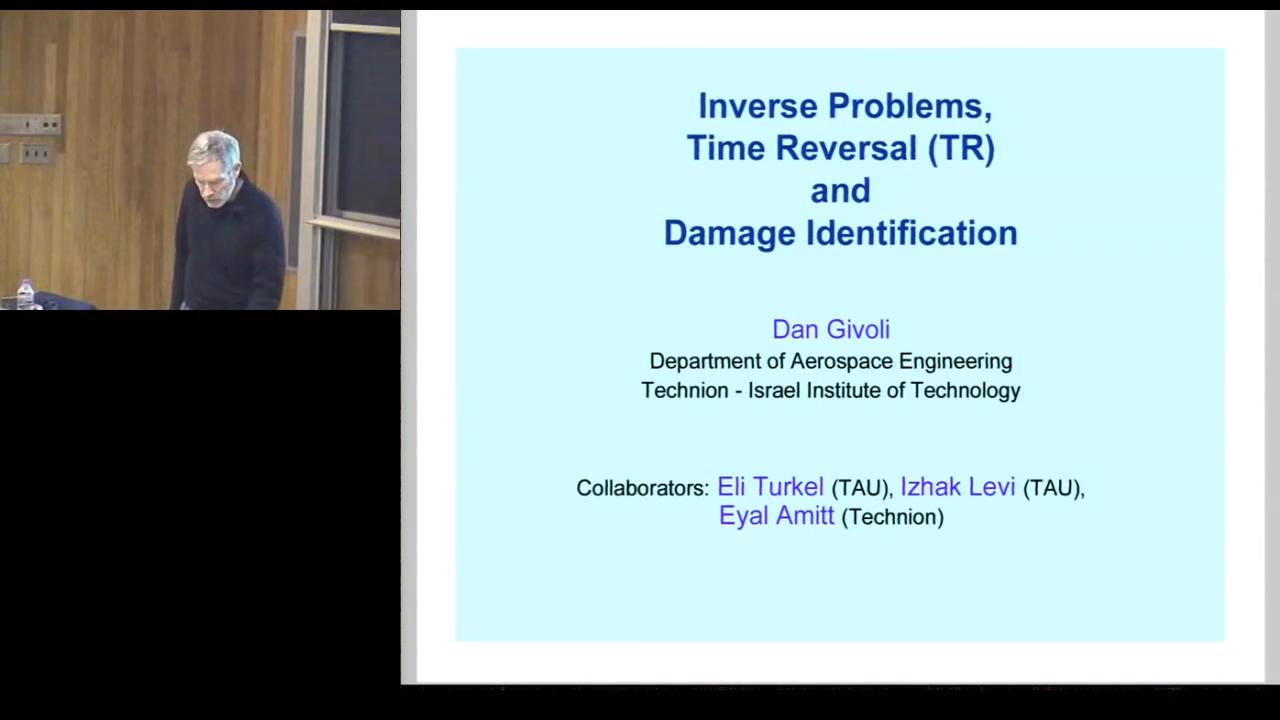 Inverse Problems,
Time Reversal (TR)
and
Damage Identification
Dan Givoli
Department of Aerospace Engineering
Technion - Israel Institute of Technology
Collaborators: Eli Turkel (TAU), Izhak Levi (TAU),
Eyal Amitt (Technion)